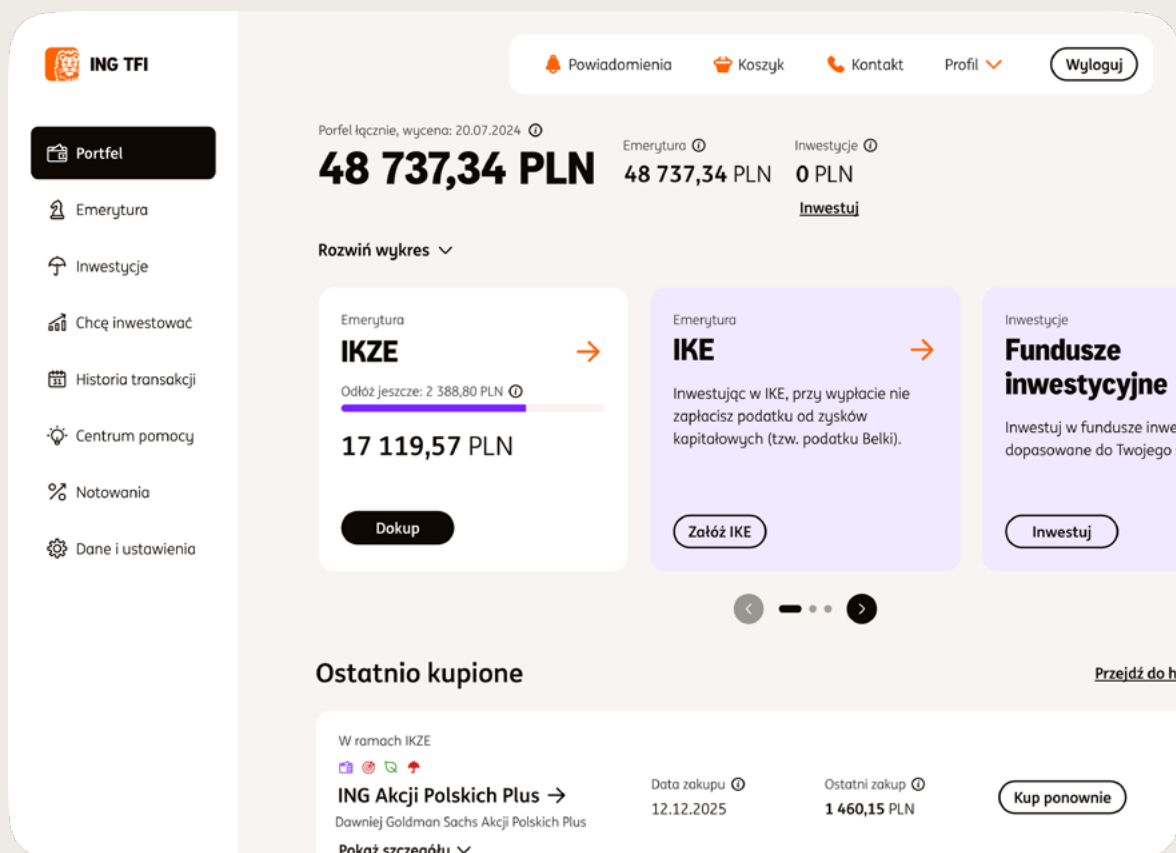 ING TFI
Powiadomienia
Koszyk
Kontakt
Profil
Wyloguj
Portfel
Emerytura
Inwestycje
Chcę inwestować
Historia transakcji
31
Centrum pomocy
Notowania
Dane i ustawienia
Porfel łącznie, wycena: 20.07.2024
48 737,34 PLN
Emerytura
48 737,34 PLN
Inwestycje
0 PLN
Inwestuj
Rozwiń wykres
Emerytura
IKZE
Odłóż jeszcze: 2 388,80 PLN
17 119,57 PLN
Dokup
Emerytura
IKE
Inwestując w IKE, przy wypłacie nie
zapłacisz podatku od zysków
kapitałowych (tzw. podatku Belki).
Załóż IKE
Inwestycje
Fundusze
inwestycyjne
Inwestuj w fundusze inwe
dopasowane do Twojego
Inwestuj
Ostatnio kupione
Przejdź do h
W ramach IKZE
ING Akcji Polskich Plus
Dawniej Goldman Sachs Akcji Polskich Plus
Pokaż szczegóły
Data zakupu
12.12.2025
Ostatni zakup
1 460,15 PLN
Kup ponownie